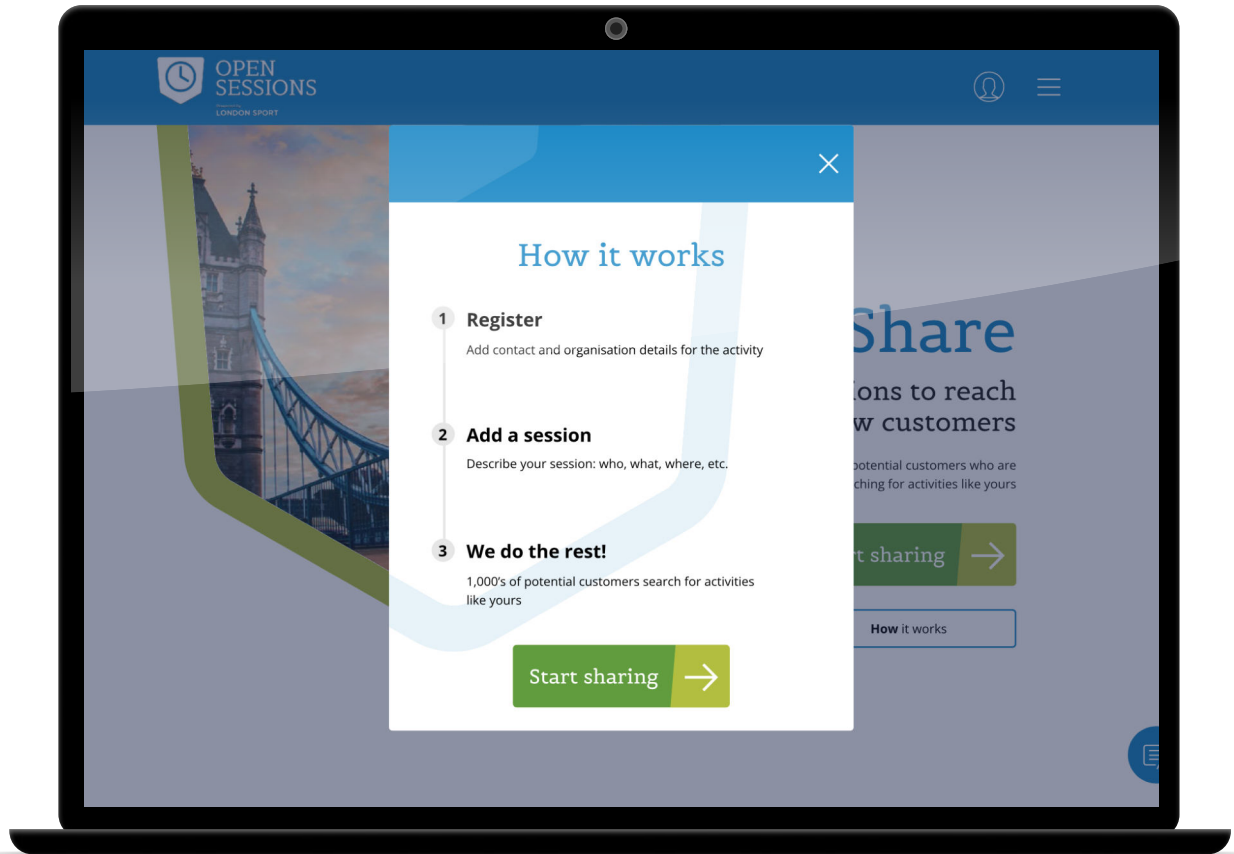 OPEN
SESSIONS
LONDON SPORT
How it works
1 Register
Add contact and organisation details for the activity
2 Add a session
Describe your session: who, what, where, etc.
3 We do the rest!
1,000's of potential customers search for activities
like yours
Start sharing
Share
ons to reach
w customers
potential customers who are
ching for activities like yours
t sharing
How it works